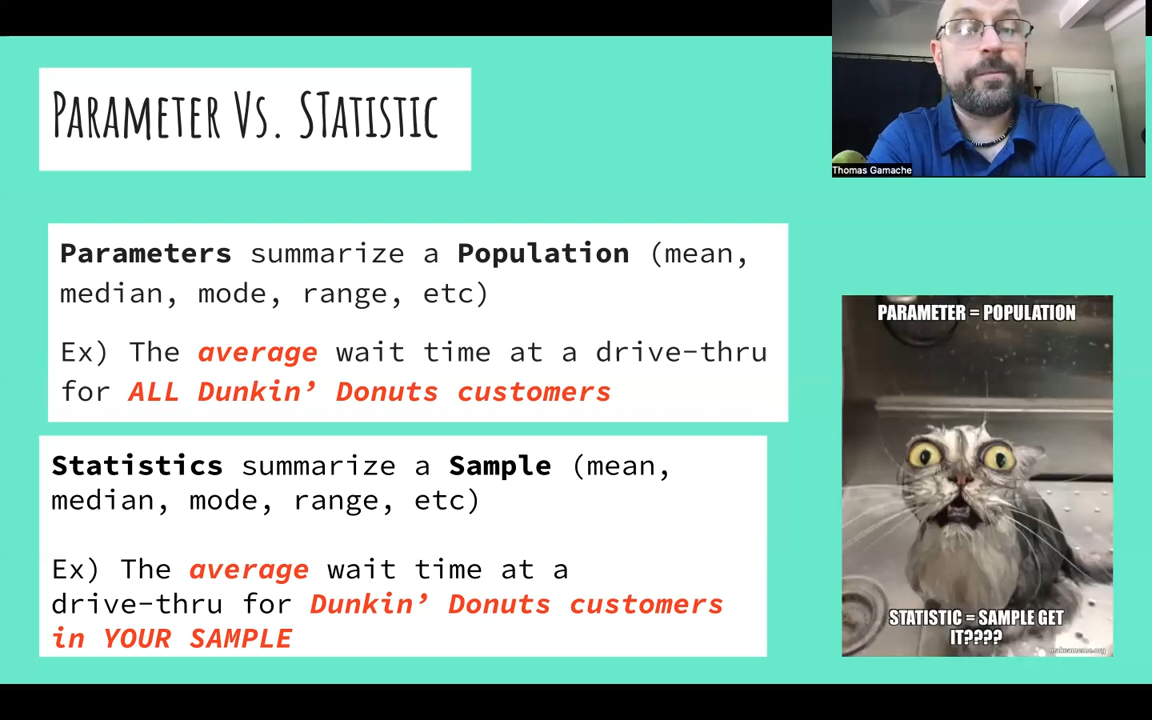 PARAMETER VS. STATISTIC
Thomas Gamache
Parameters summarize a Population (mean,
median, mode, range, etc)
Ex) The average wait time at a drive-thru
for ALL Dunkin’ Donuts customers
Statistics summarize a Sample (mean,
median, mode, range, etc)
Ex) The average wait time at a
drive-thru for Dunkin’ Donuts customers
in YOUR SAMPLE
PARAMETER = POPULATION
STATISTIC = SAMPLE GET
IT????
makeameme.org